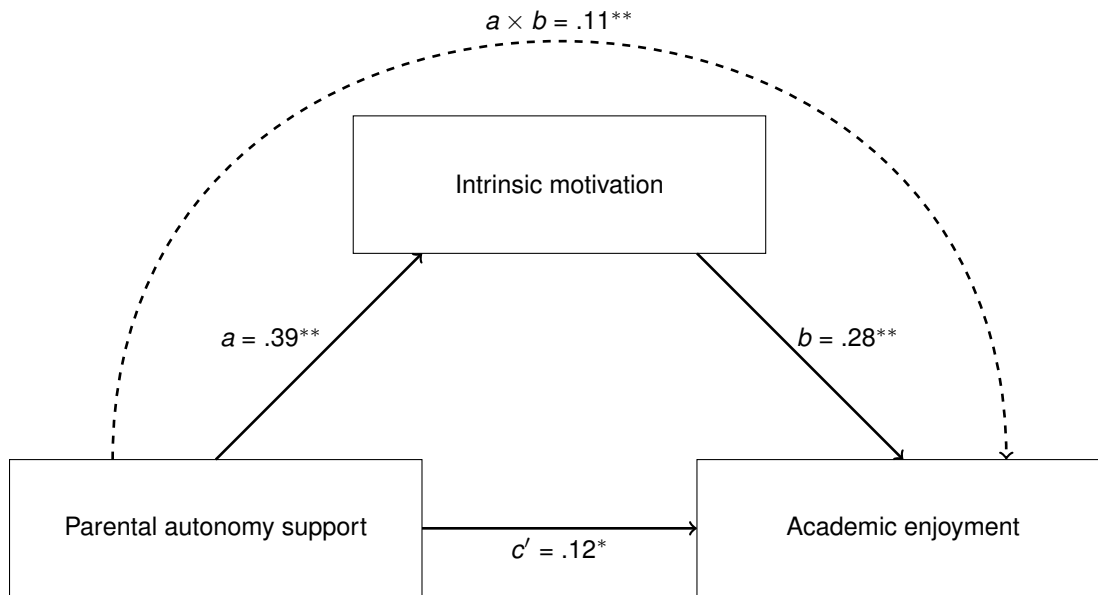 a × b = .11**
Intrinsic motivation
a = .39**
b = .28**
Parental autonomy support
Academic enjoyment
c′ = .12*